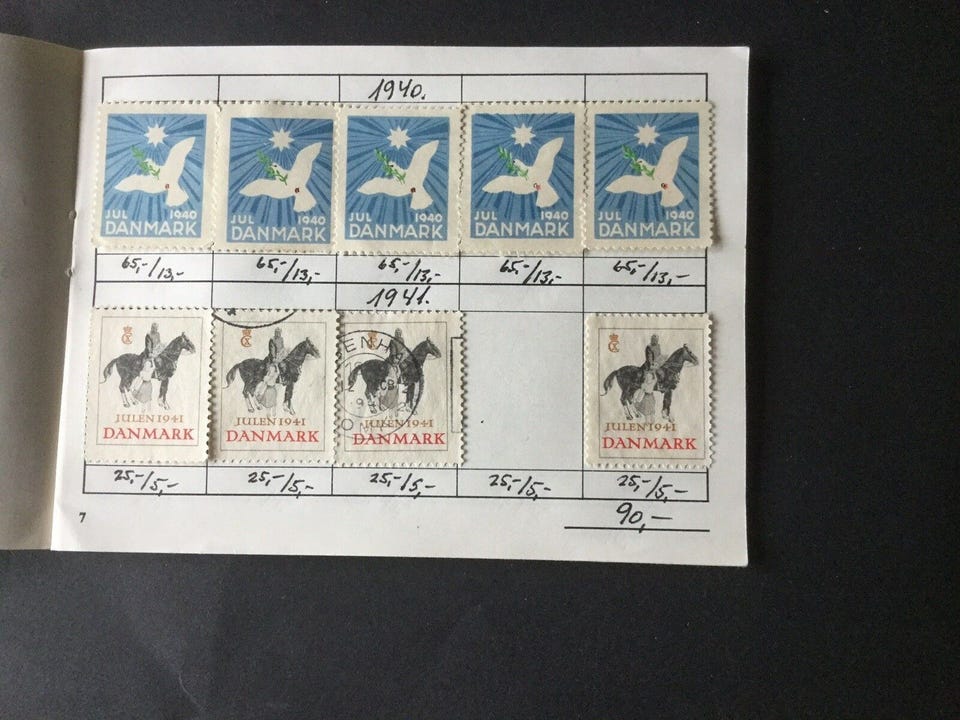 1940.
JUL 1940 JUL 1940 JUL 1940 JUL 1940 JUL 1940
DANMARK DANMARK DANMARK DANMARK DANMARK
65,-/13,- 65,-/13,- 65,-/13,- 65,-/13,- 65,-/13,-
1941.
JULEN 1941 JULEN 1941 JULEN 1941 JULEN 1941
DANMARK DANMARK DANMARK DANMARK
25,-/5,- 25,-/5,- 25,-/5,- 25,-/5,- 25,-/5,-
7
90,-